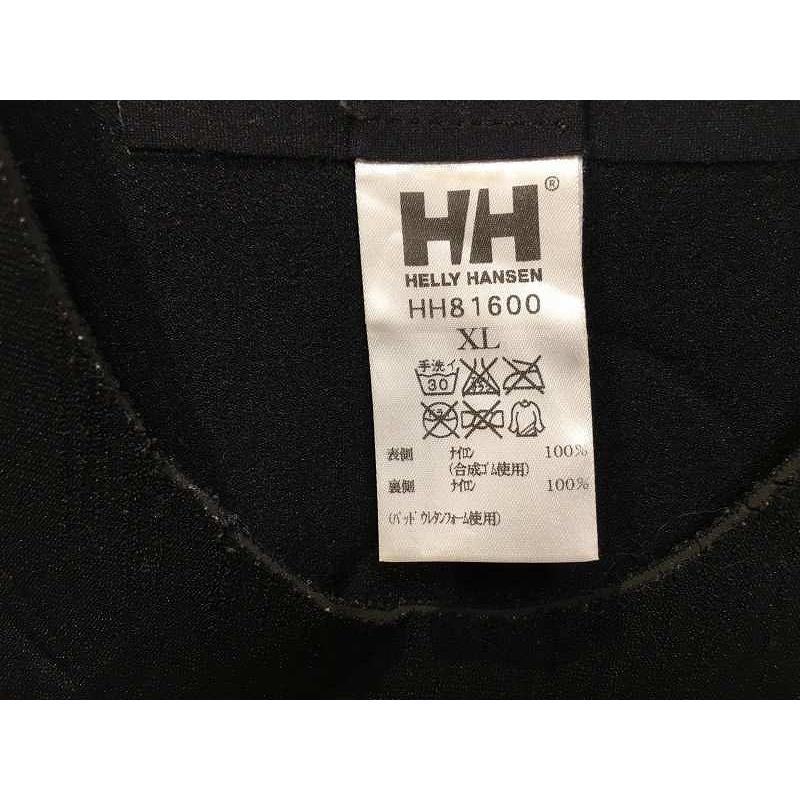 HH®
HELLY HANSEN
HH81600
XL
手洗イ
30
表側 ナイロン 100%
(合成ゴム使用)
裏側 ナイロン 100%
(パッド ウレタンフォーム使用)